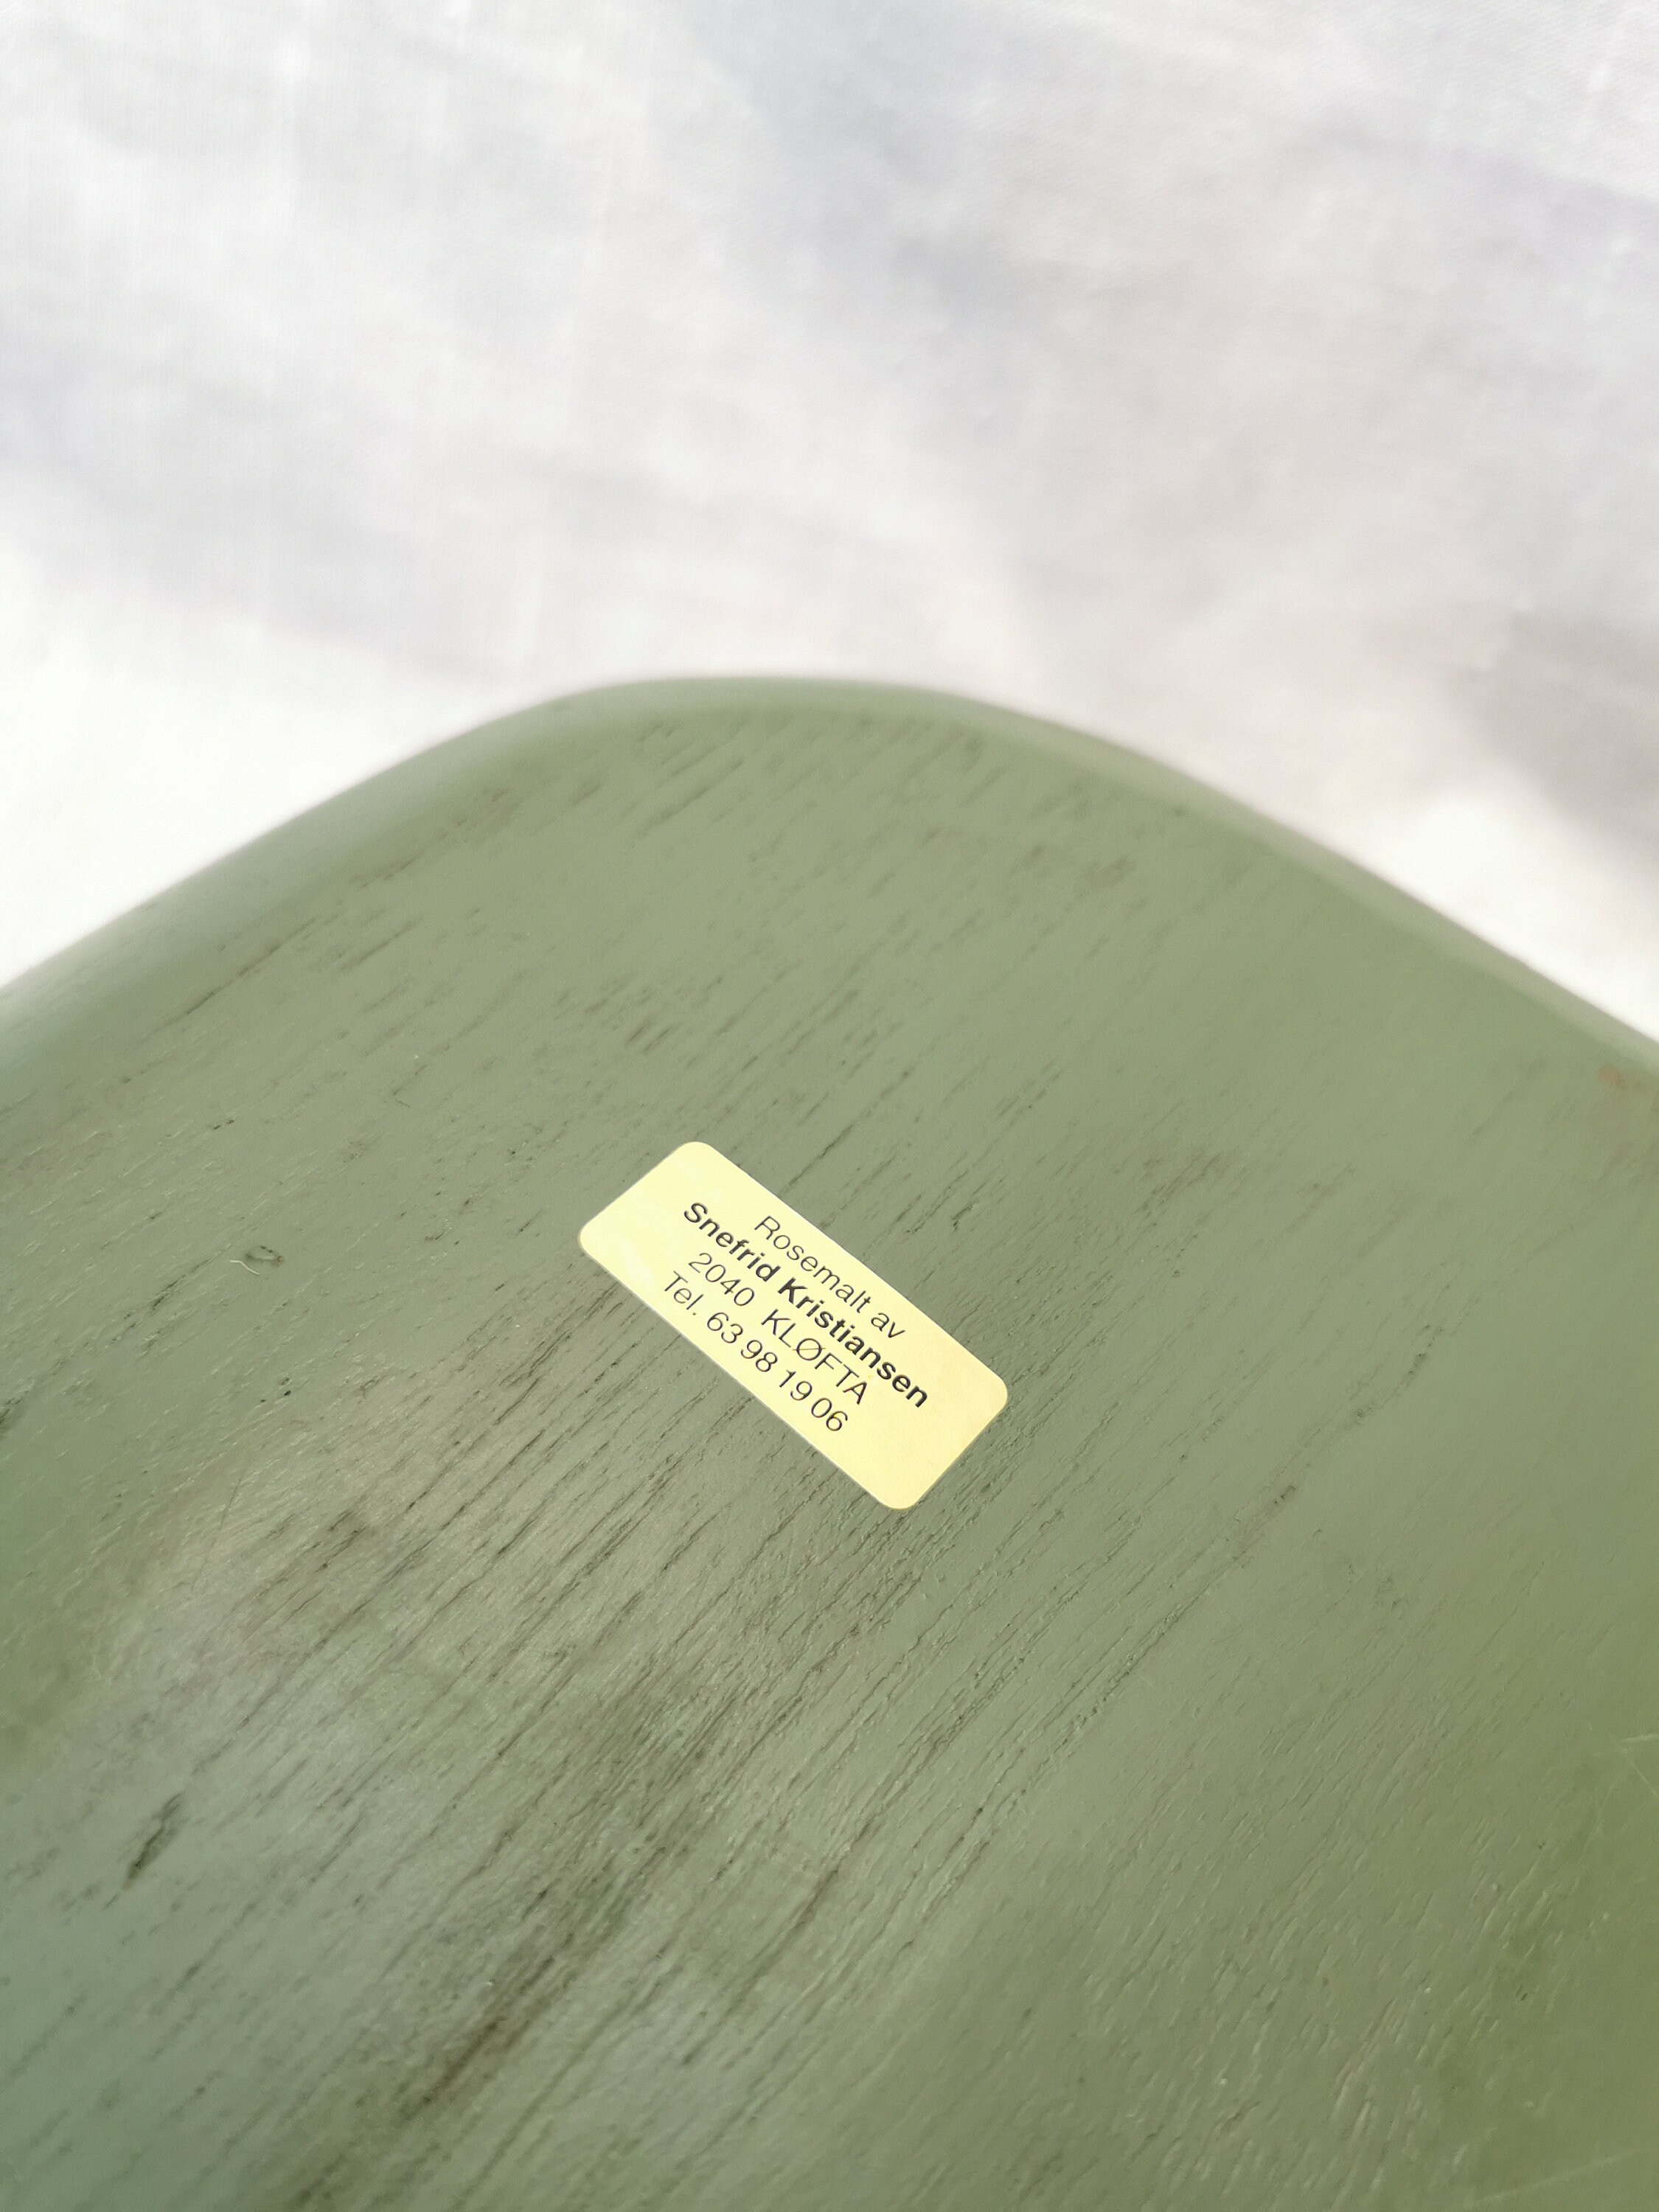 Rosemalt av
Snefrid Kristiansen
2040 KLØFTA
Tel. 63 98 19 06